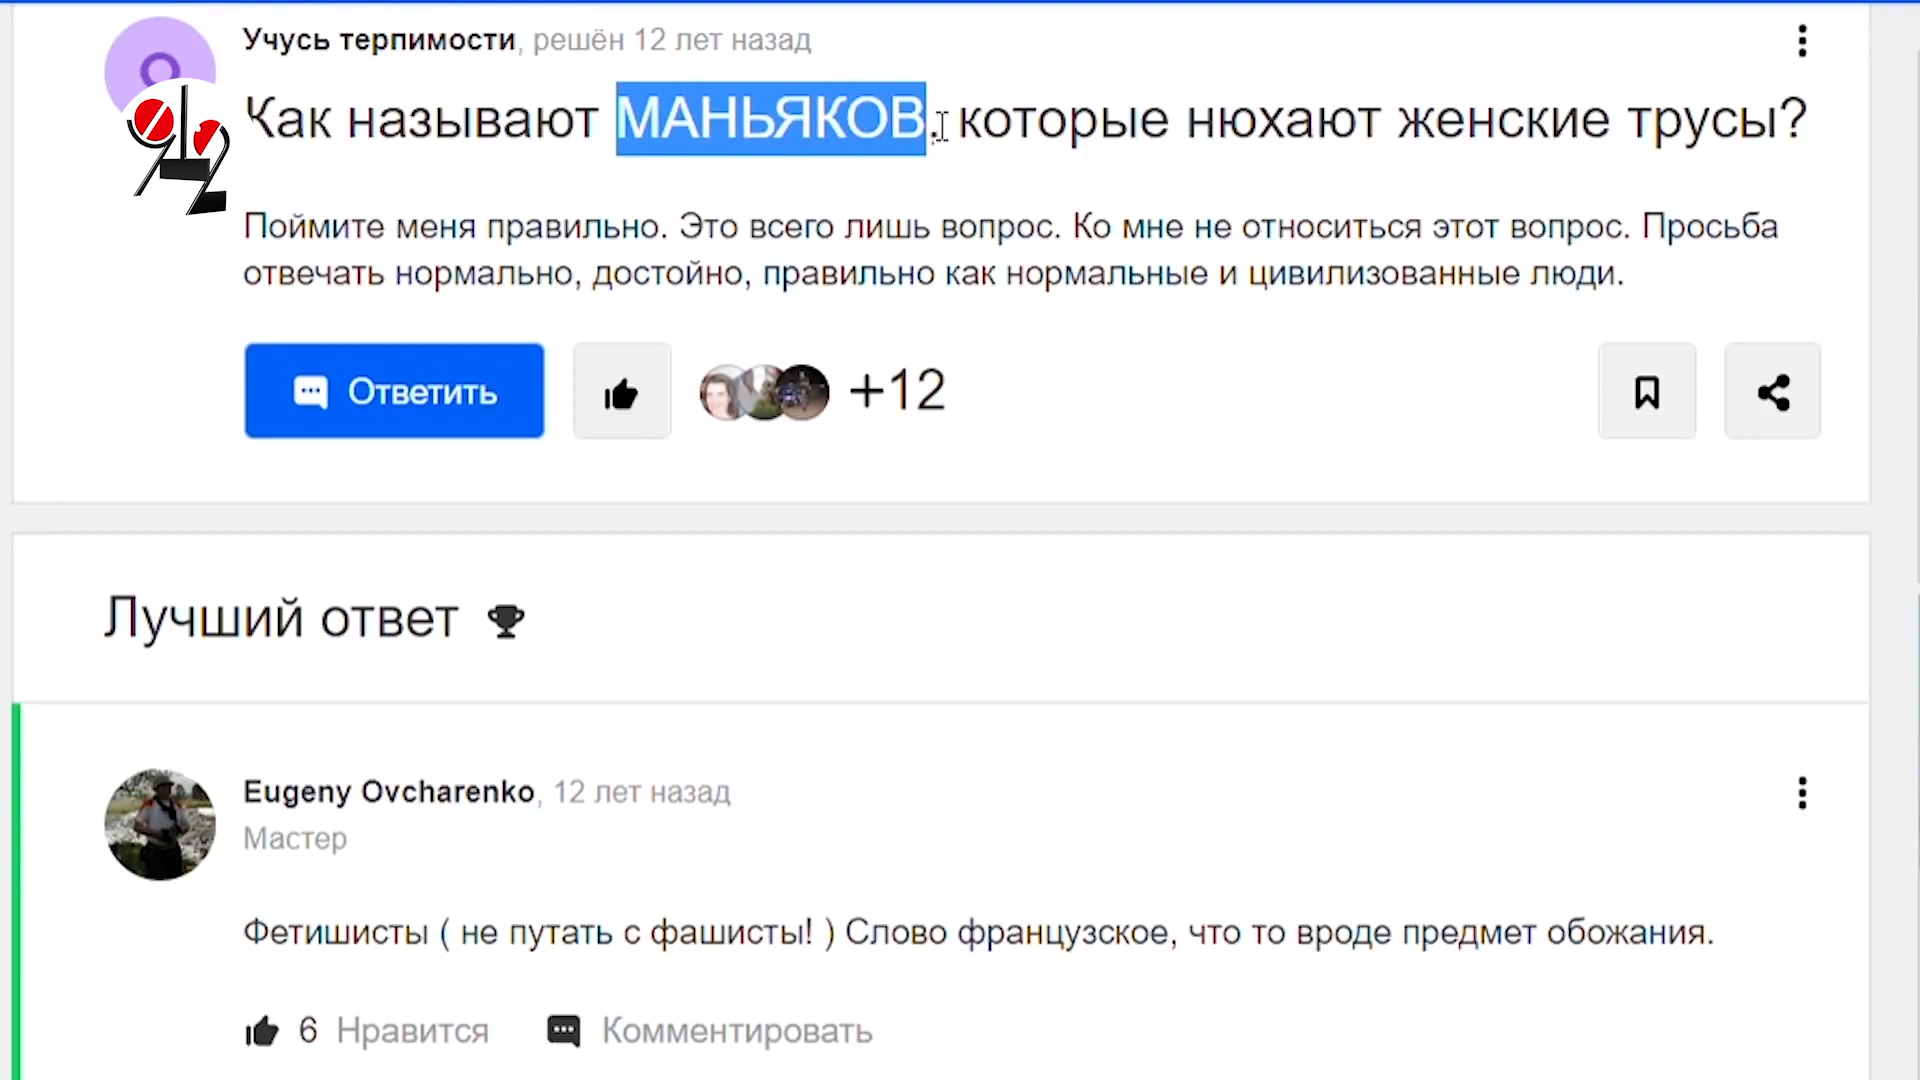 Учусь терпимости, решён 12 лет назад
Как называют МАНЬЯКОВ, которые нюхают женские трусы?
Поймите меня правильно. Это всего лишь вопрос. Ко мне не относиться этот вопрос. Просьба
отвечать нормально, достойно, правильно как нормальные и цивилизованные люди.
Ответить
+12
Лучший ответ
Eugeny Ovcharenko, 12 лет назад
Мастер
Фетишисты ( не путать с фашисты! ) Слово французское, что то вроде предмет обожания.
6 Нравится Комментировать